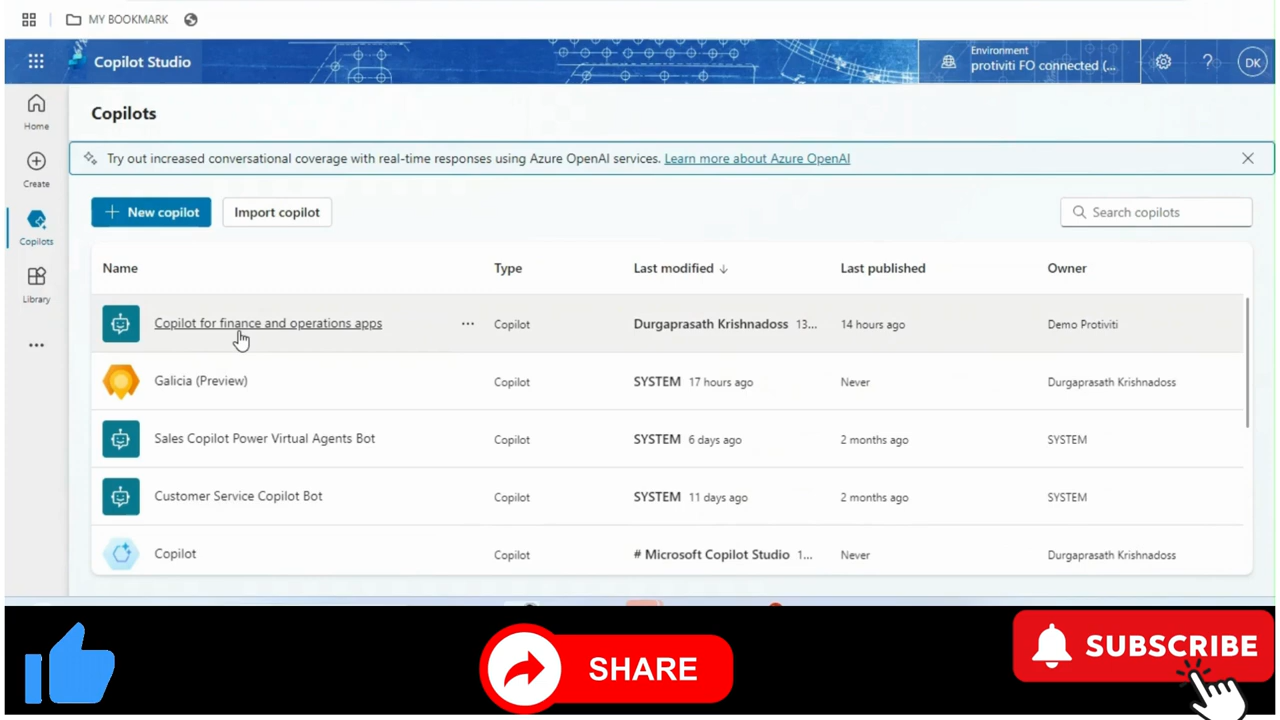 MY BOOKMARK
Copilot Studio
Environment
protiviti FO connected (...
?
DK
Home
Create
Copilots
Library
Copilots
Try out increased conversational coverage with real-time responses using Azure OpenAI services. Learn more about Azure OpenAI
New copilot
Import copilot
Search copilots
Name Type Last modified ↓ Last published Owner
Copilot for finance and operations apps ... Copilot Durgaprasath Krishnadoss 13... 14 hours ago Demo Protiviti
Galicia (Preview) Copilot SYSTEM 17 hours ago Never Durgaprasath Krishnadoss
Sales Copilot Power Virtual Agents Bot Copilot SYSTEM 6 days ago 2 months ago SYSTEM
Customer Service Copilot Bot Copilot SYSTEM 11 days ago 2 months ago SYSTEM
Copilot Copilot # Microsoft Copilot Studio 1... Never Durgaprasath Krishnadoss
SHARE
SUBSCRIBE